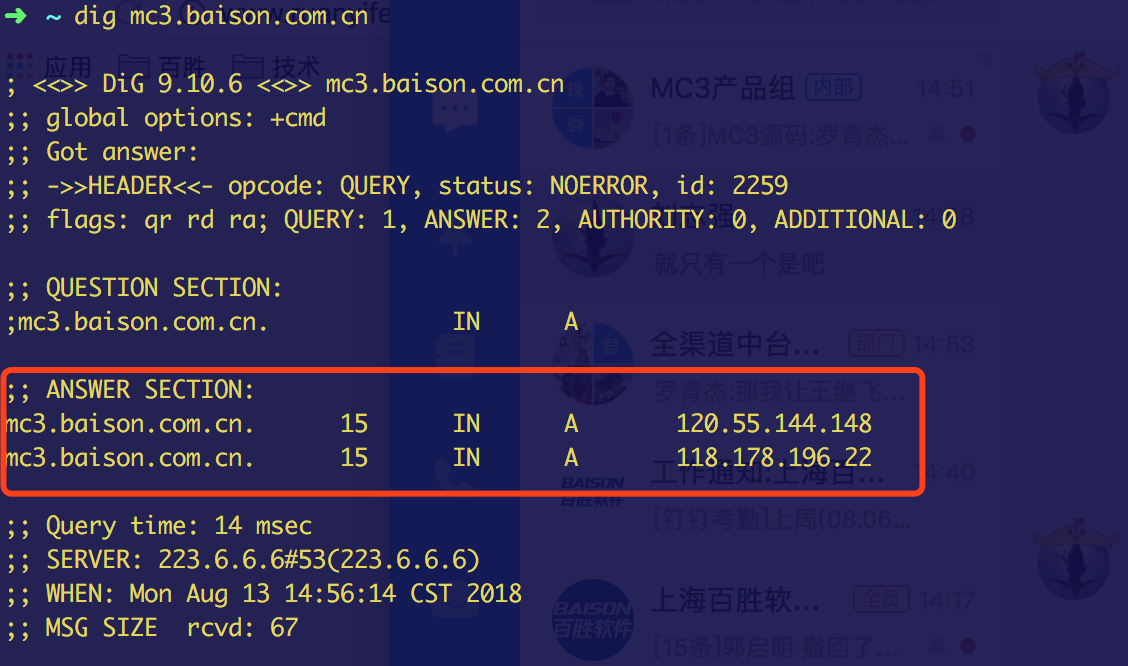 ➜ ~ dig mc3.baison.com.cn
; <<>> DiG 9.10.6 <<>> mc3.baison.com.cn
;; global options: +cmd
;; Got answer:
;; ->>HEADER<<- opcode: QUERY, status: NOERROR, id: 2259
;; flags: qr rd ra; QUERY: 1, ANSWER: 2, AUTHORITY: 0, ADDITIONAL: 0
;; QUESTION SECTION:
;mc3.baison.com.cn. IN A
;; ANSWER SECTION:
mc3.baison.com.cn. 15 IN A 120.55.144.148
mc3.baison.com.cn. 15 IN A 118.178.196.22
;; Query time: 14 msec
;; SERVER: 223.6.6.6#53(223.6.6.6)
;; WHEN: Mon Aug 13 14:56:14 CST 2018
;; MSG SIZE rcvd: 67
应用 百胜 技术
MC3产品组 内部 14:51
[1条]MC3源码:罗青杰...
就只有一个是吧
全渠道中台... 部门 14:53
罗青杰:那我让王继飞...
工作通知:上海百... 14:40
[钉钉考勤]上周(08.06...
BAISON
百胜软件
上海百胜软... 全员 14:17
[15条]郭启明 撤回了...
BAISON
百胜软件